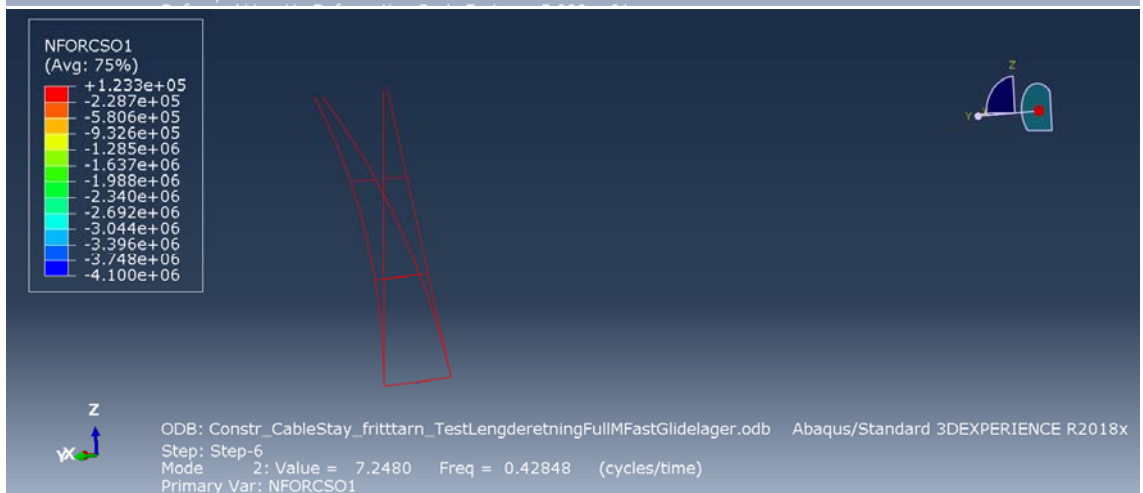 NFORCSO1
(Avg: 75%)
+1.233e+05
-2.287e+05
-5.806e+05
-9.326e+05
-1.285e+06
-1.637e+06
-1.988e+06
-2.340e+06
-2.692e+06
-3.044e+06
-3.396e+06
-3.748e+06
-4.100e+06
Z
Y
Z
Y X
ODB: Constr_CableStay_fritttarn_TestLengderetningFullMFastGlidelager.odb Abaqus/Standard 3DEXPERIENCE R2018x
Step: Step-6
Mode 2: Value = 7.2480 Freq = 0.42848 (cycles/time)
Primary Var: NFORCSO1